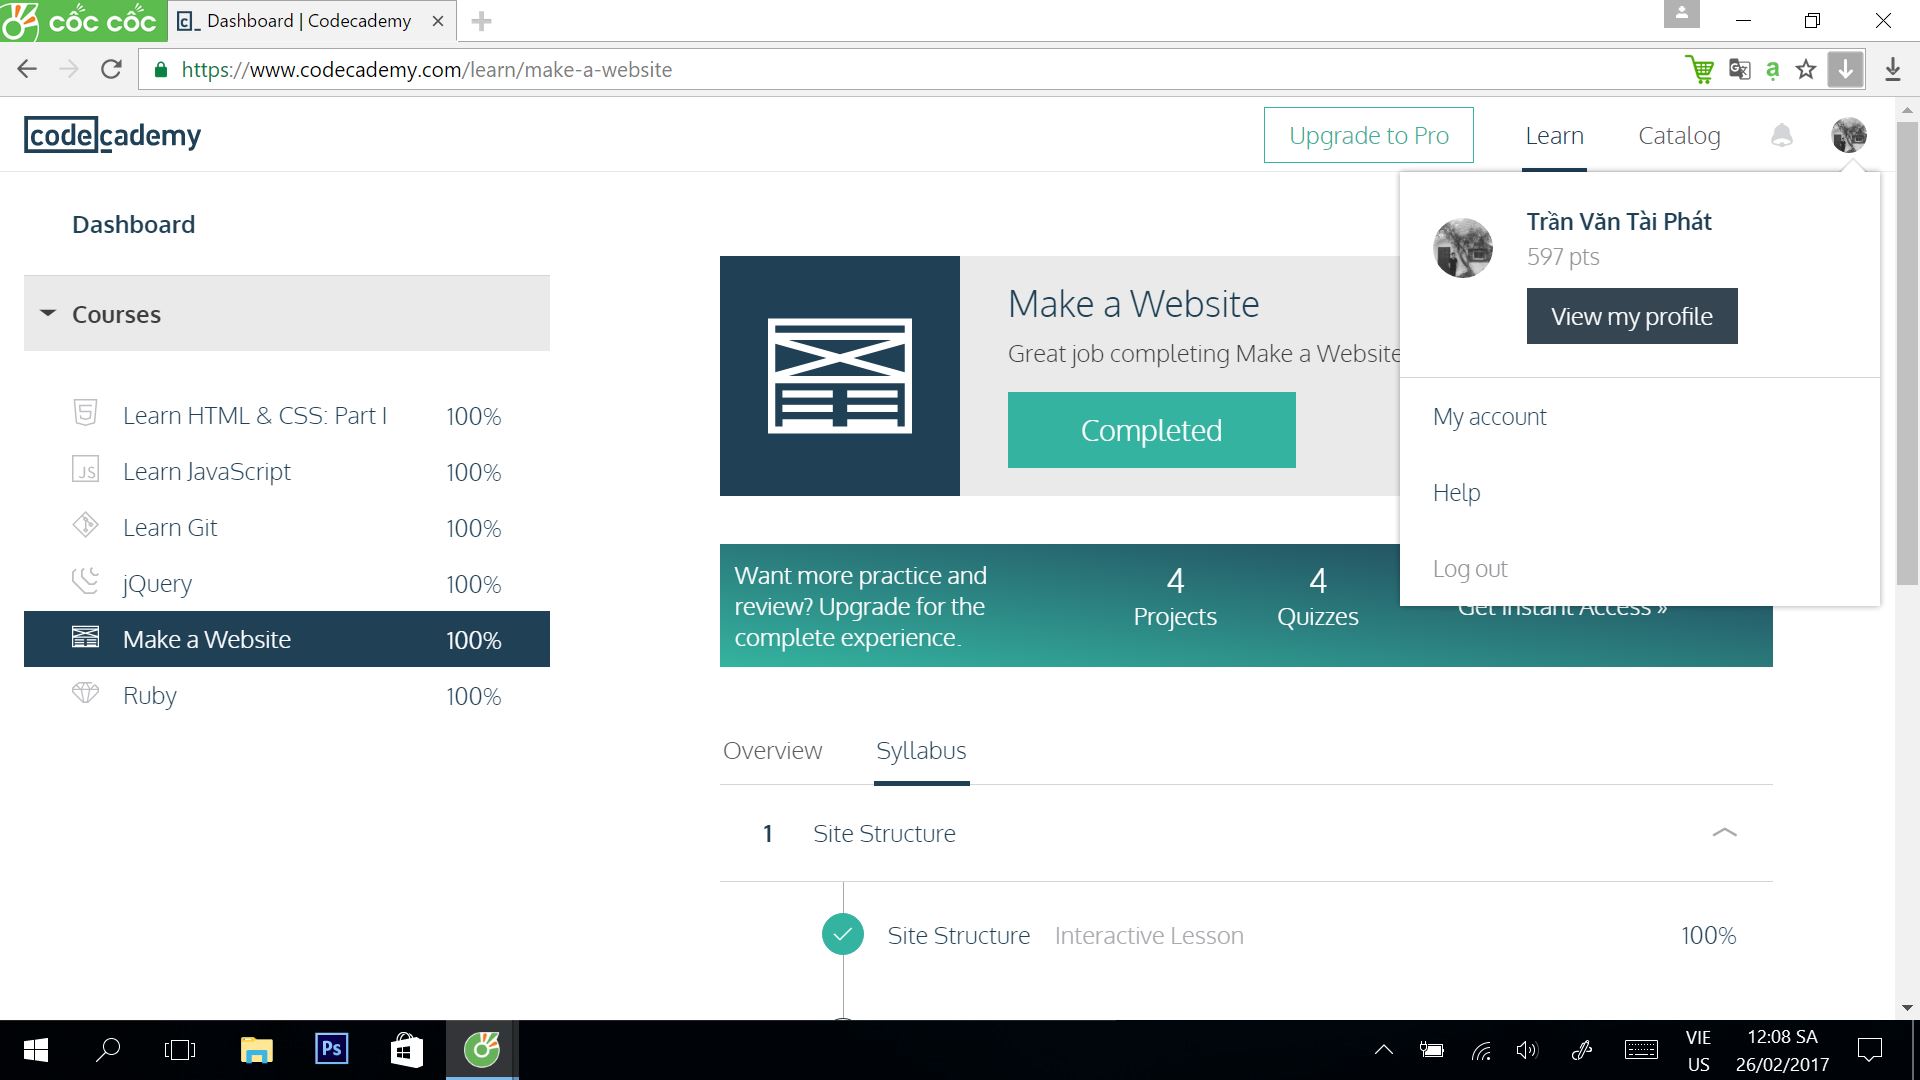 cốc cốc
c_ Dashboard | Codecademy
https://www.codecademy.com/learn/make-a-website
codecademy
Upgrade to Pro
Learn
Catalog
Trần Văn Tài Phát
597 pts
View my profile
My account
Help
Log out
Dashboard
Courses
Learn HTML & CSS: Part I 100%
JS Learn JavaScript 100%
Learn Git 100%
jQuery 100%
Make a Website 100%
Ruby 100%
Make a Website
Great job completing Make a Website
Completed
Want more practice and
review? Upgrade for the
complete experience.
4
Projects
4
Quizzes
Get Instant Access »
Overview
Syllabus
1 Site Structure
Site Structure Interactive Lesson 100%
Ps
VIE
US
12:08 SA
26/02/2017